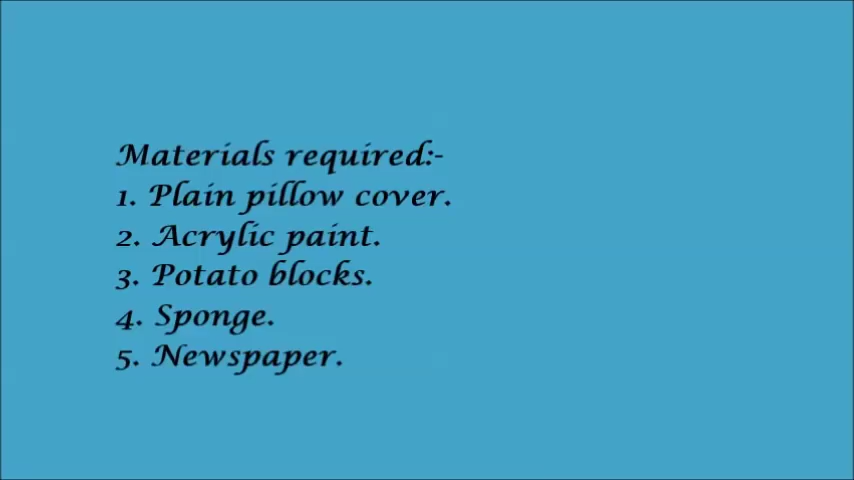 Materials required:-
1. Plain pillow cover.
2. Acrylic paint.
3. Potato blocks.
4. Sponge.
5. Newspaper.